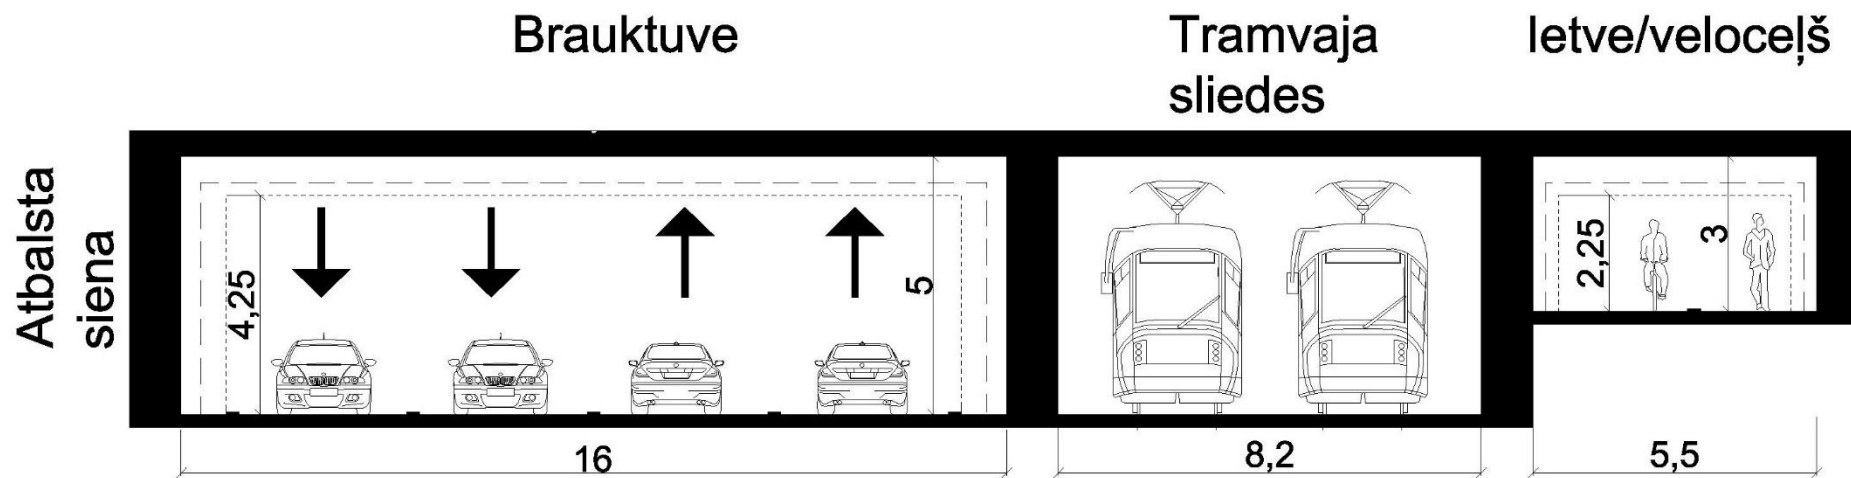 Brauktuve
Tramvaja
sliedes
Ietve/veloceļš
Atbalsta
siena
4,25
5
2,25
3
16
8,2
5,5